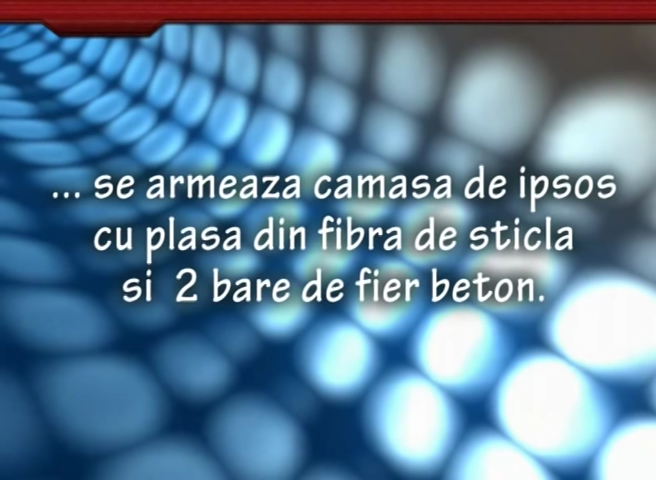 ... se armeaza camasa de ipsos
cu plasa din fibra de sticla
si 2 bare de fier beton.